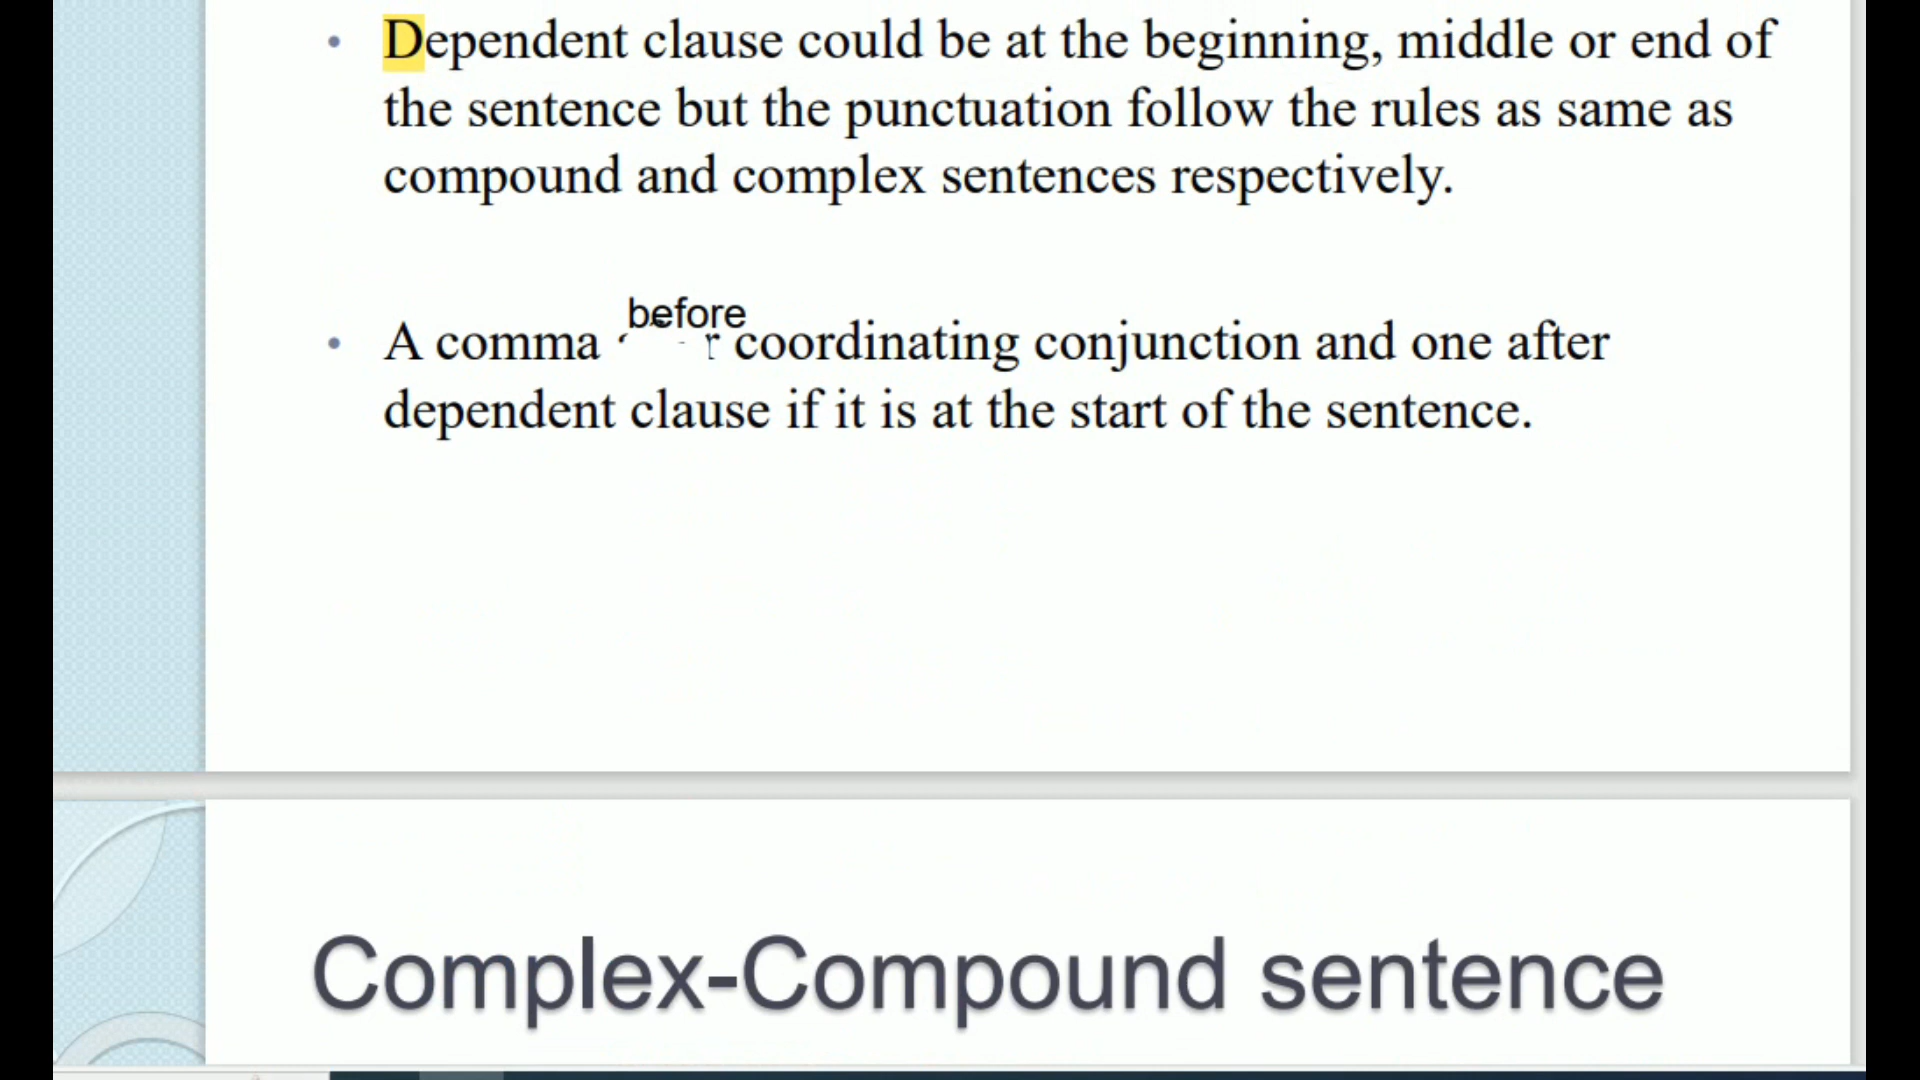 Dependent clause could be at the beginning, middle or end of
the sentence but the punctuation follow the rules as same as
compound and complex sentences respectively.
before
A comma coordinating conjunction and one after
dependent clause if it is at the start of the sentence.
Complex-Compound sentence